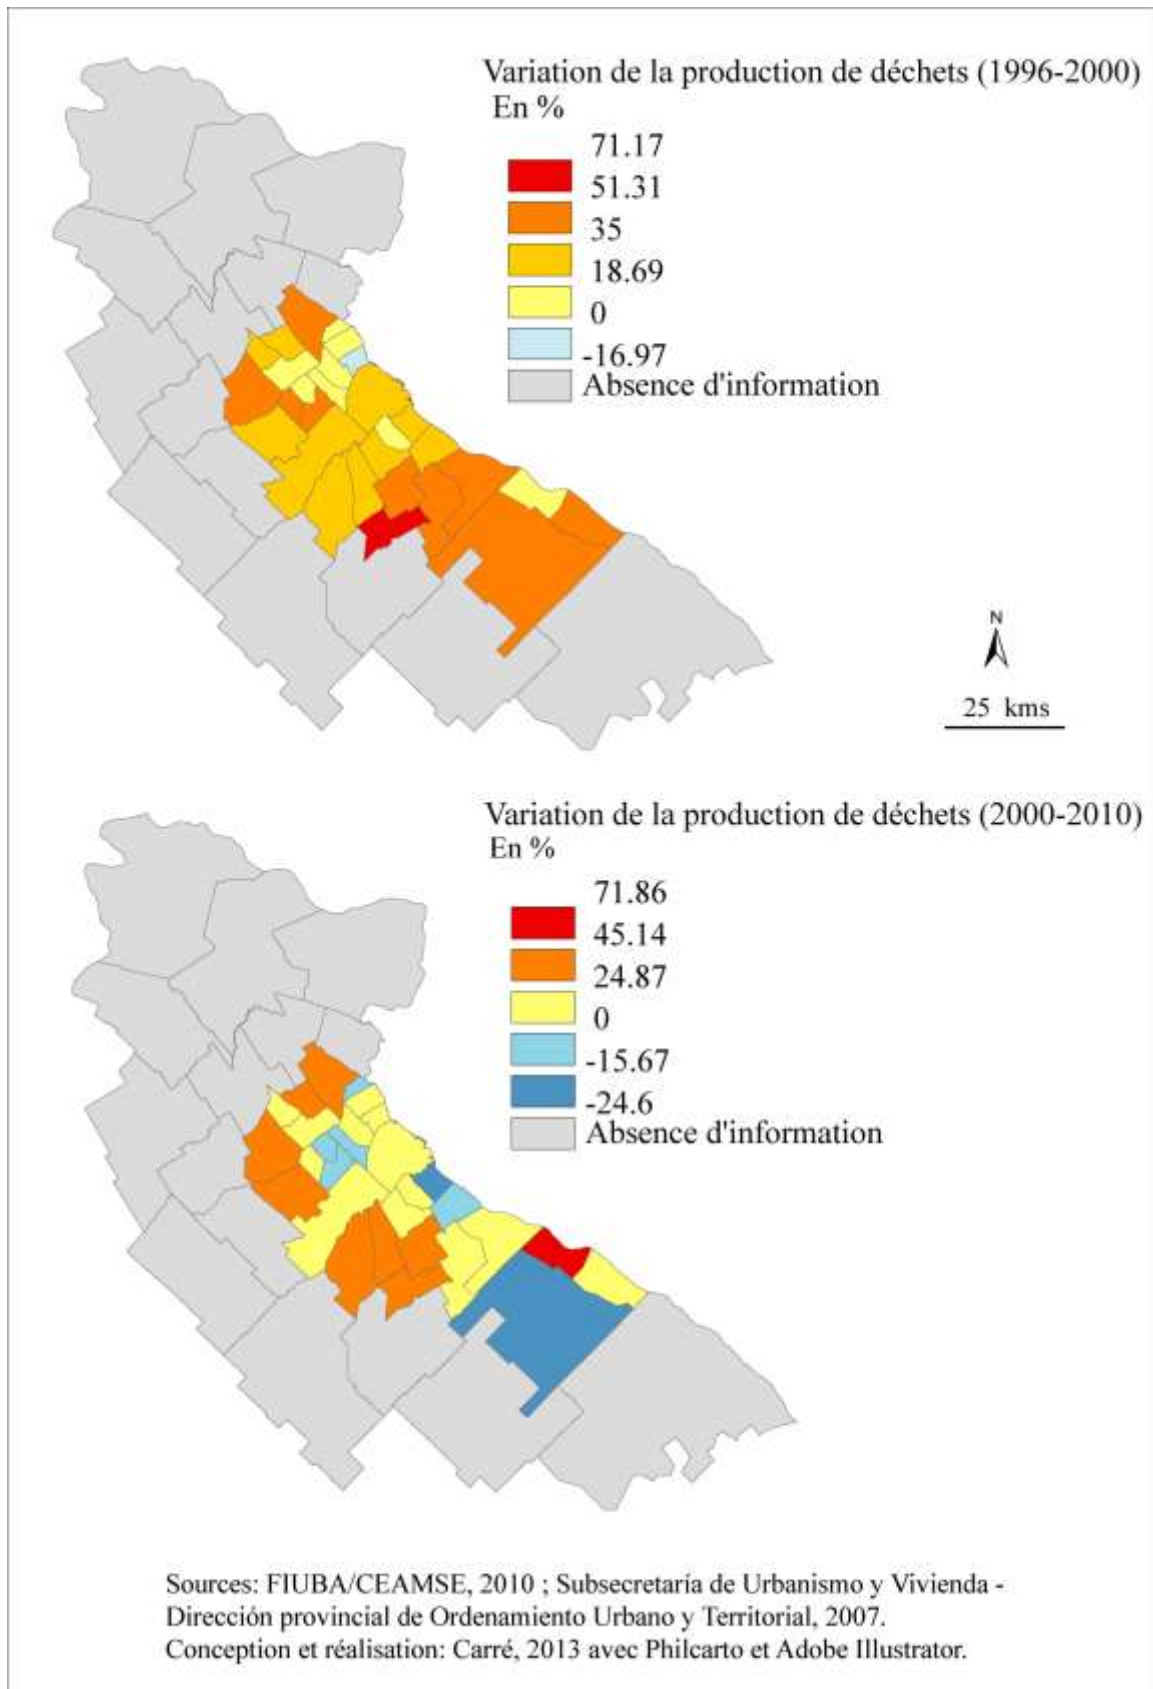 Variation de la production de déchets (1996-2000)
En %
71.17
51.31
35
18.69
0
-16.97
Absence d'information
N
25 kms
Variation de la production de déchets (2000-2010)
En %
71.86
45.14
24.87
0
-15.67
-24.6
Absence d'information
Sources: FIUBA/CEAMSE, 2010 ; Subsecretaría de Urbanismo y Vivienda -
Dirección provincial de Ordenamiento Urbano y Territorial, 2007.
Conception et réalisation: Carré, 2013 avec Philcarto et Adobe Illustrator.